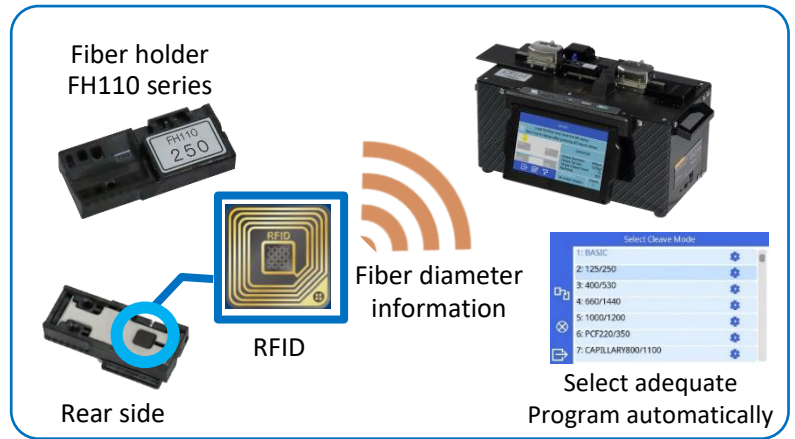 Fiber holder
FH110 series
FH110
250
RFID
Fiber diameter
information
RFID
Rear side
Select Cleave Mode
1: BASIC
2: 125/250
3: 400/530
4: 660/1440
5: 1000/1200
6: PCF220/350
7: CAPILLARY800/1100
Select adequate
Program automatically